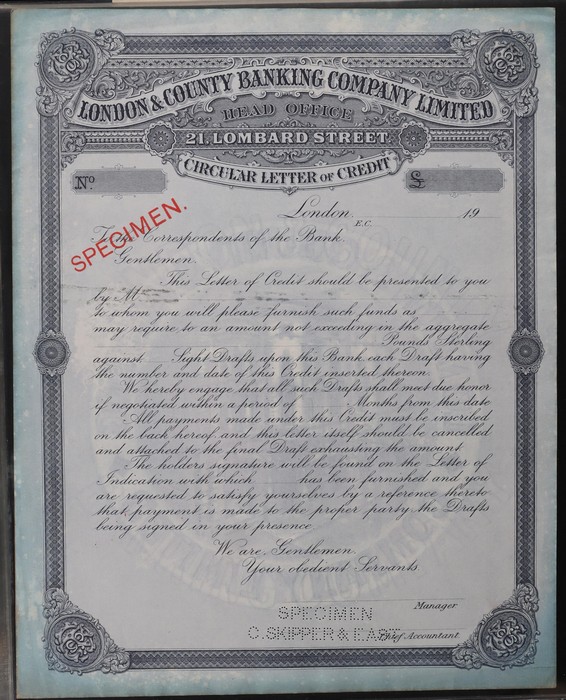 LONDON & COUNTY BANKING COMPANY LIMITED
HEAD OFFICE
21, LOMBARD STREET
CIRCULAR LETTER OF CREDIT
No £
SPECIMEN.
London. E.C. 19
To the Correspondents of the Bank.
Gentlemen.
This Letter of Credit should be presented to you
by M
to whom you will please furnish such funds as
may require to an amount not exceeding in the aggregate
Pounds Sterling
against Sight Drafts upon this Bank each Draft having
the number and date of this Credit inserted thereon.
We hereby engage that all such Drafts shall meet due honor
if negotiated within a period of Months from this date
All payments made under this Credit must be inscribed
on the back hereof and this letter itself should be cancelled
and attached to the final Draft exhausting the amount.
The holders signature will be found on the Letter of
Indication with which has been furnished and you
are requested to satisfy yourselves by a reference thereto
that payment is made to the proper party the Drafts
being signed in your presence
We are, Gentlemen.
Your obedient Servants
Manager
SPECIMEN
C. SKIPPER & EAST
Chief Accountant